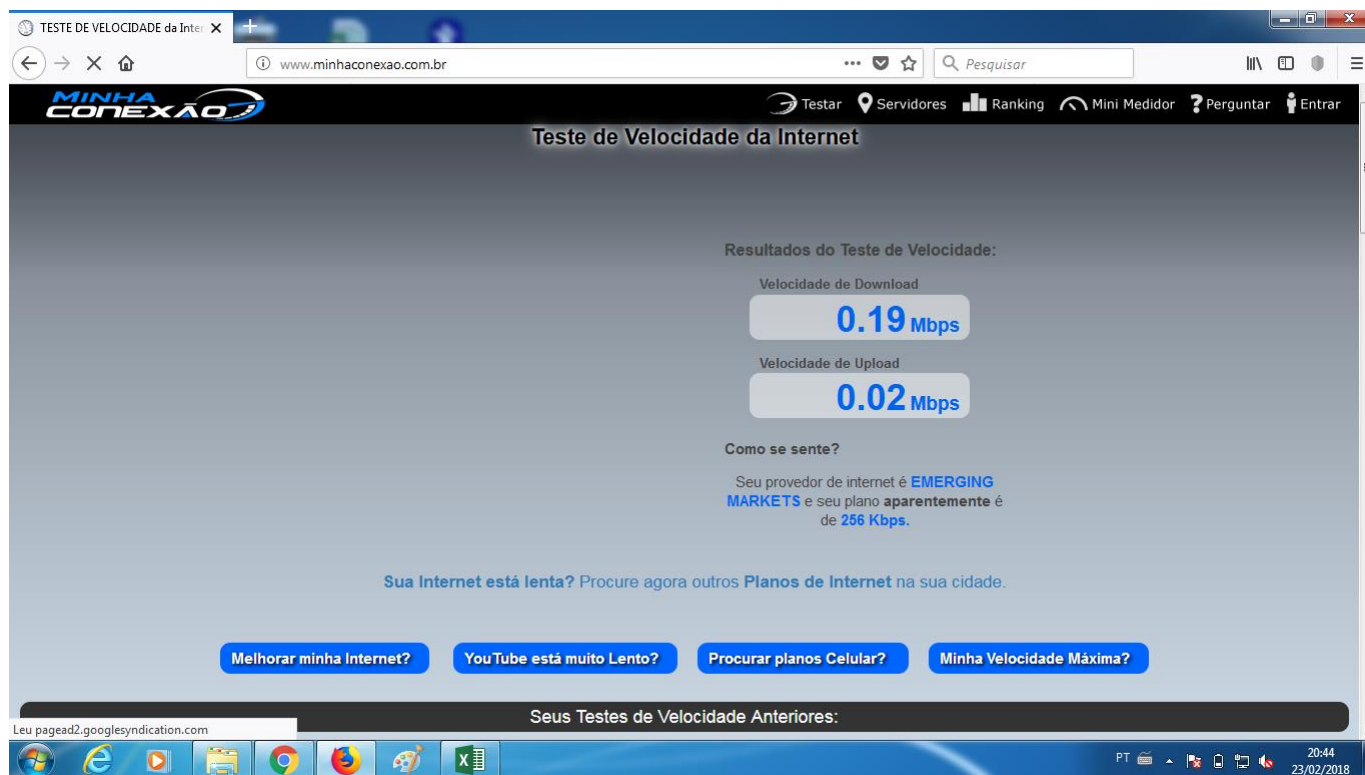 TESTE DE VELOCIDADE da Inter
www.minhaconexao.com.br
Pesquisar
MINHA CONEXÃO
Testar Servidores Ranking Mini Medidor Perguntar Entrar
Teste de Velocidade da Internet
Resultados do Teste de Velocidade:
Velocidade de Download
0.19 Mbps
Velocidade de Upload
0.02 Mbps
Como se sente?
Seu provedor de internet é EMERGING
MARKETS e seu plano aparentemente é
de 256 Kbps.
Sua Internet está lenta? Procure agora outros Planos de Internet na sua cidade.
Melhorar minha Internet? YouTube está muito Lento? Procurar planos Celular? Minha Velocidade Máxima?
Seus Testes de Velocidade Anteriores:
Leu pagead2.googlesyndication.com
PT 20:44
23/02/2018